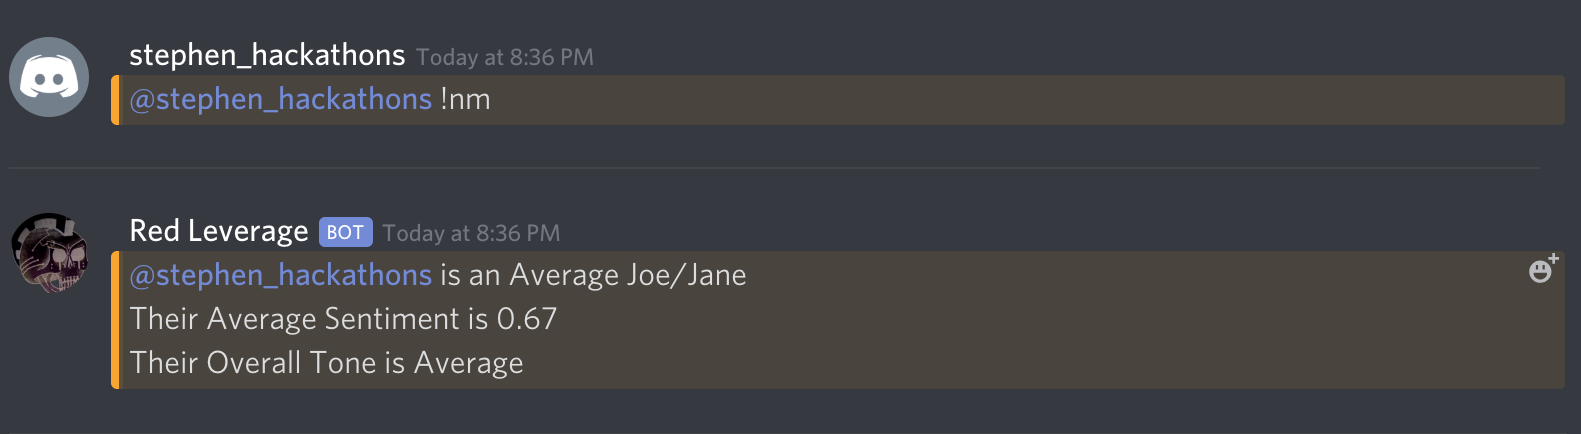 stephen_hackathons Today at 8:36 PM
@stephen_hackathons !nm
Red Leverage BOT Today at 8:36 PM
@stephen_hackathons is an Average Joe/Jane
Their Average Sentiment is 0.67
Their Overall Tone is Average